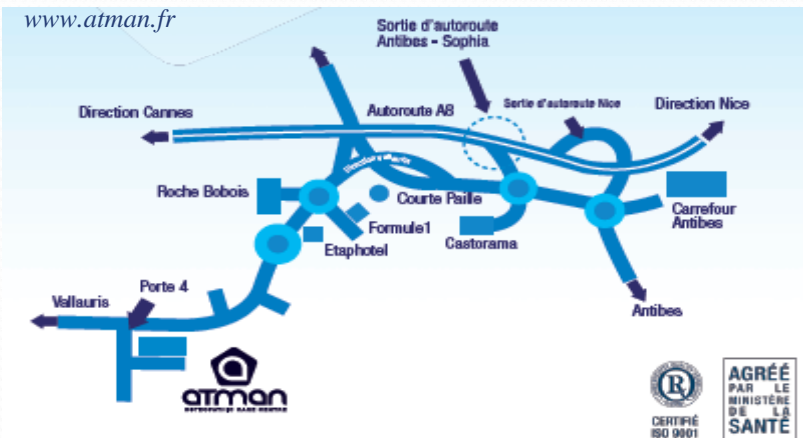 www.atman.fr
Sortie d'autoroute
Antibes - Sophia
Direction Cannes
Autoroute A8
Sortie d'autoroute Nice
Direction Nice
Roche Bobois
Courte Paille
Carrefour
Antibes
Formule1
Etaphotel
Castorama
Porte 4
Vallauris
Antibes
atman
CERTIFIÉ
ISO 9001
AGRÉÉ
PAR LE
MINISTÈRE
DE LA
SANTÉ